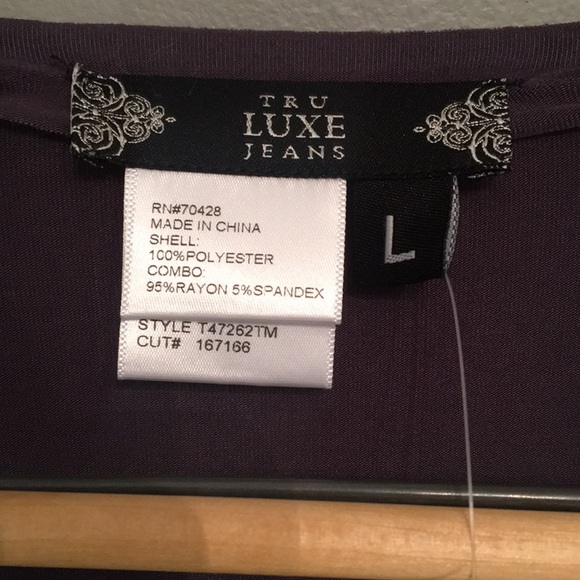 TRU
LUXE
JEANS
L
RN#70428
MADE IN CHINA
SHELL:
100%POLYESTER
COMBO:
95%RAYON 5%SPANDEX
STYLE T47262TM
CUT# 167166